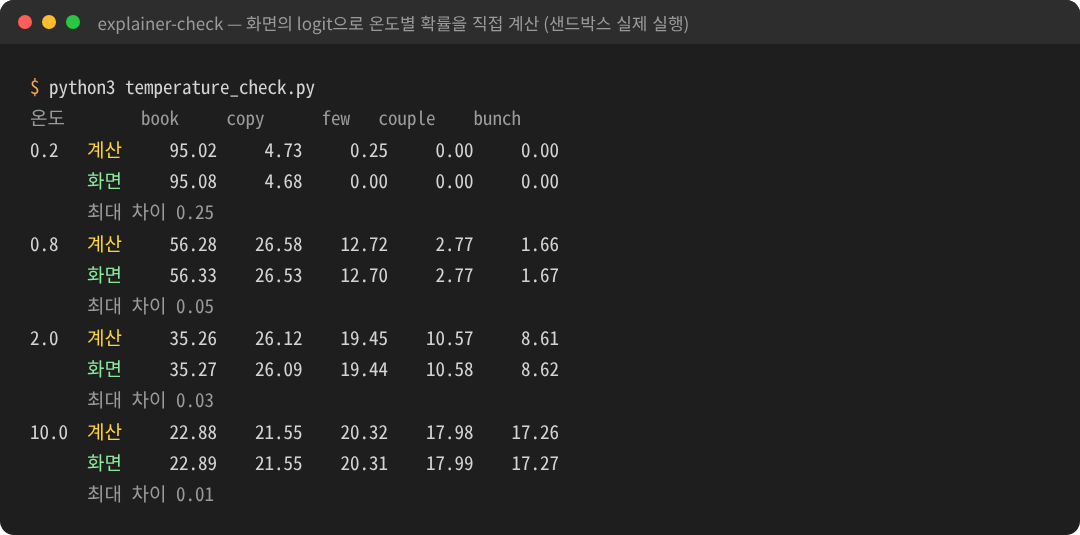 explainer-check — 화면의 logit으로 온도별 확률을 직접 계산 (샌드박스 실제 실행)
$ python3 temperature_check.py
온도 book copy few couple bunch
0.2 계산 95.02 4.73 0.25 0.00 0.00
화면 95.08 4.68 0.00 0.00 0.00
최대 차이 0.25
0.8 계산 56.28 26.58 12.72 2.77 1.66
화면 56.33 26.53 12.70 2.77 1.67
최대 차이 0.05
2.0 계산 35.26 26.12 19.45 10.57 8.61
화면 35.27 26.09 19.44 10.58 8.62
최대 차이 0.03
10.0 계산 22.88 21.55 20.32 17.98 17.26
화면 22.89 21.55 20.31 17.99 17.27
최대 차이 0.01